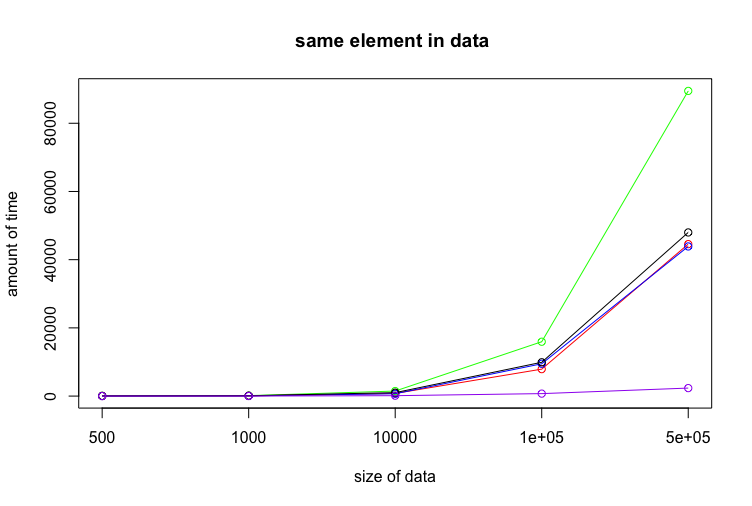 same element in data
amount of time
80000
60000
40000
20000
0
500 1000 10000 1e+05 5e+05
size of data